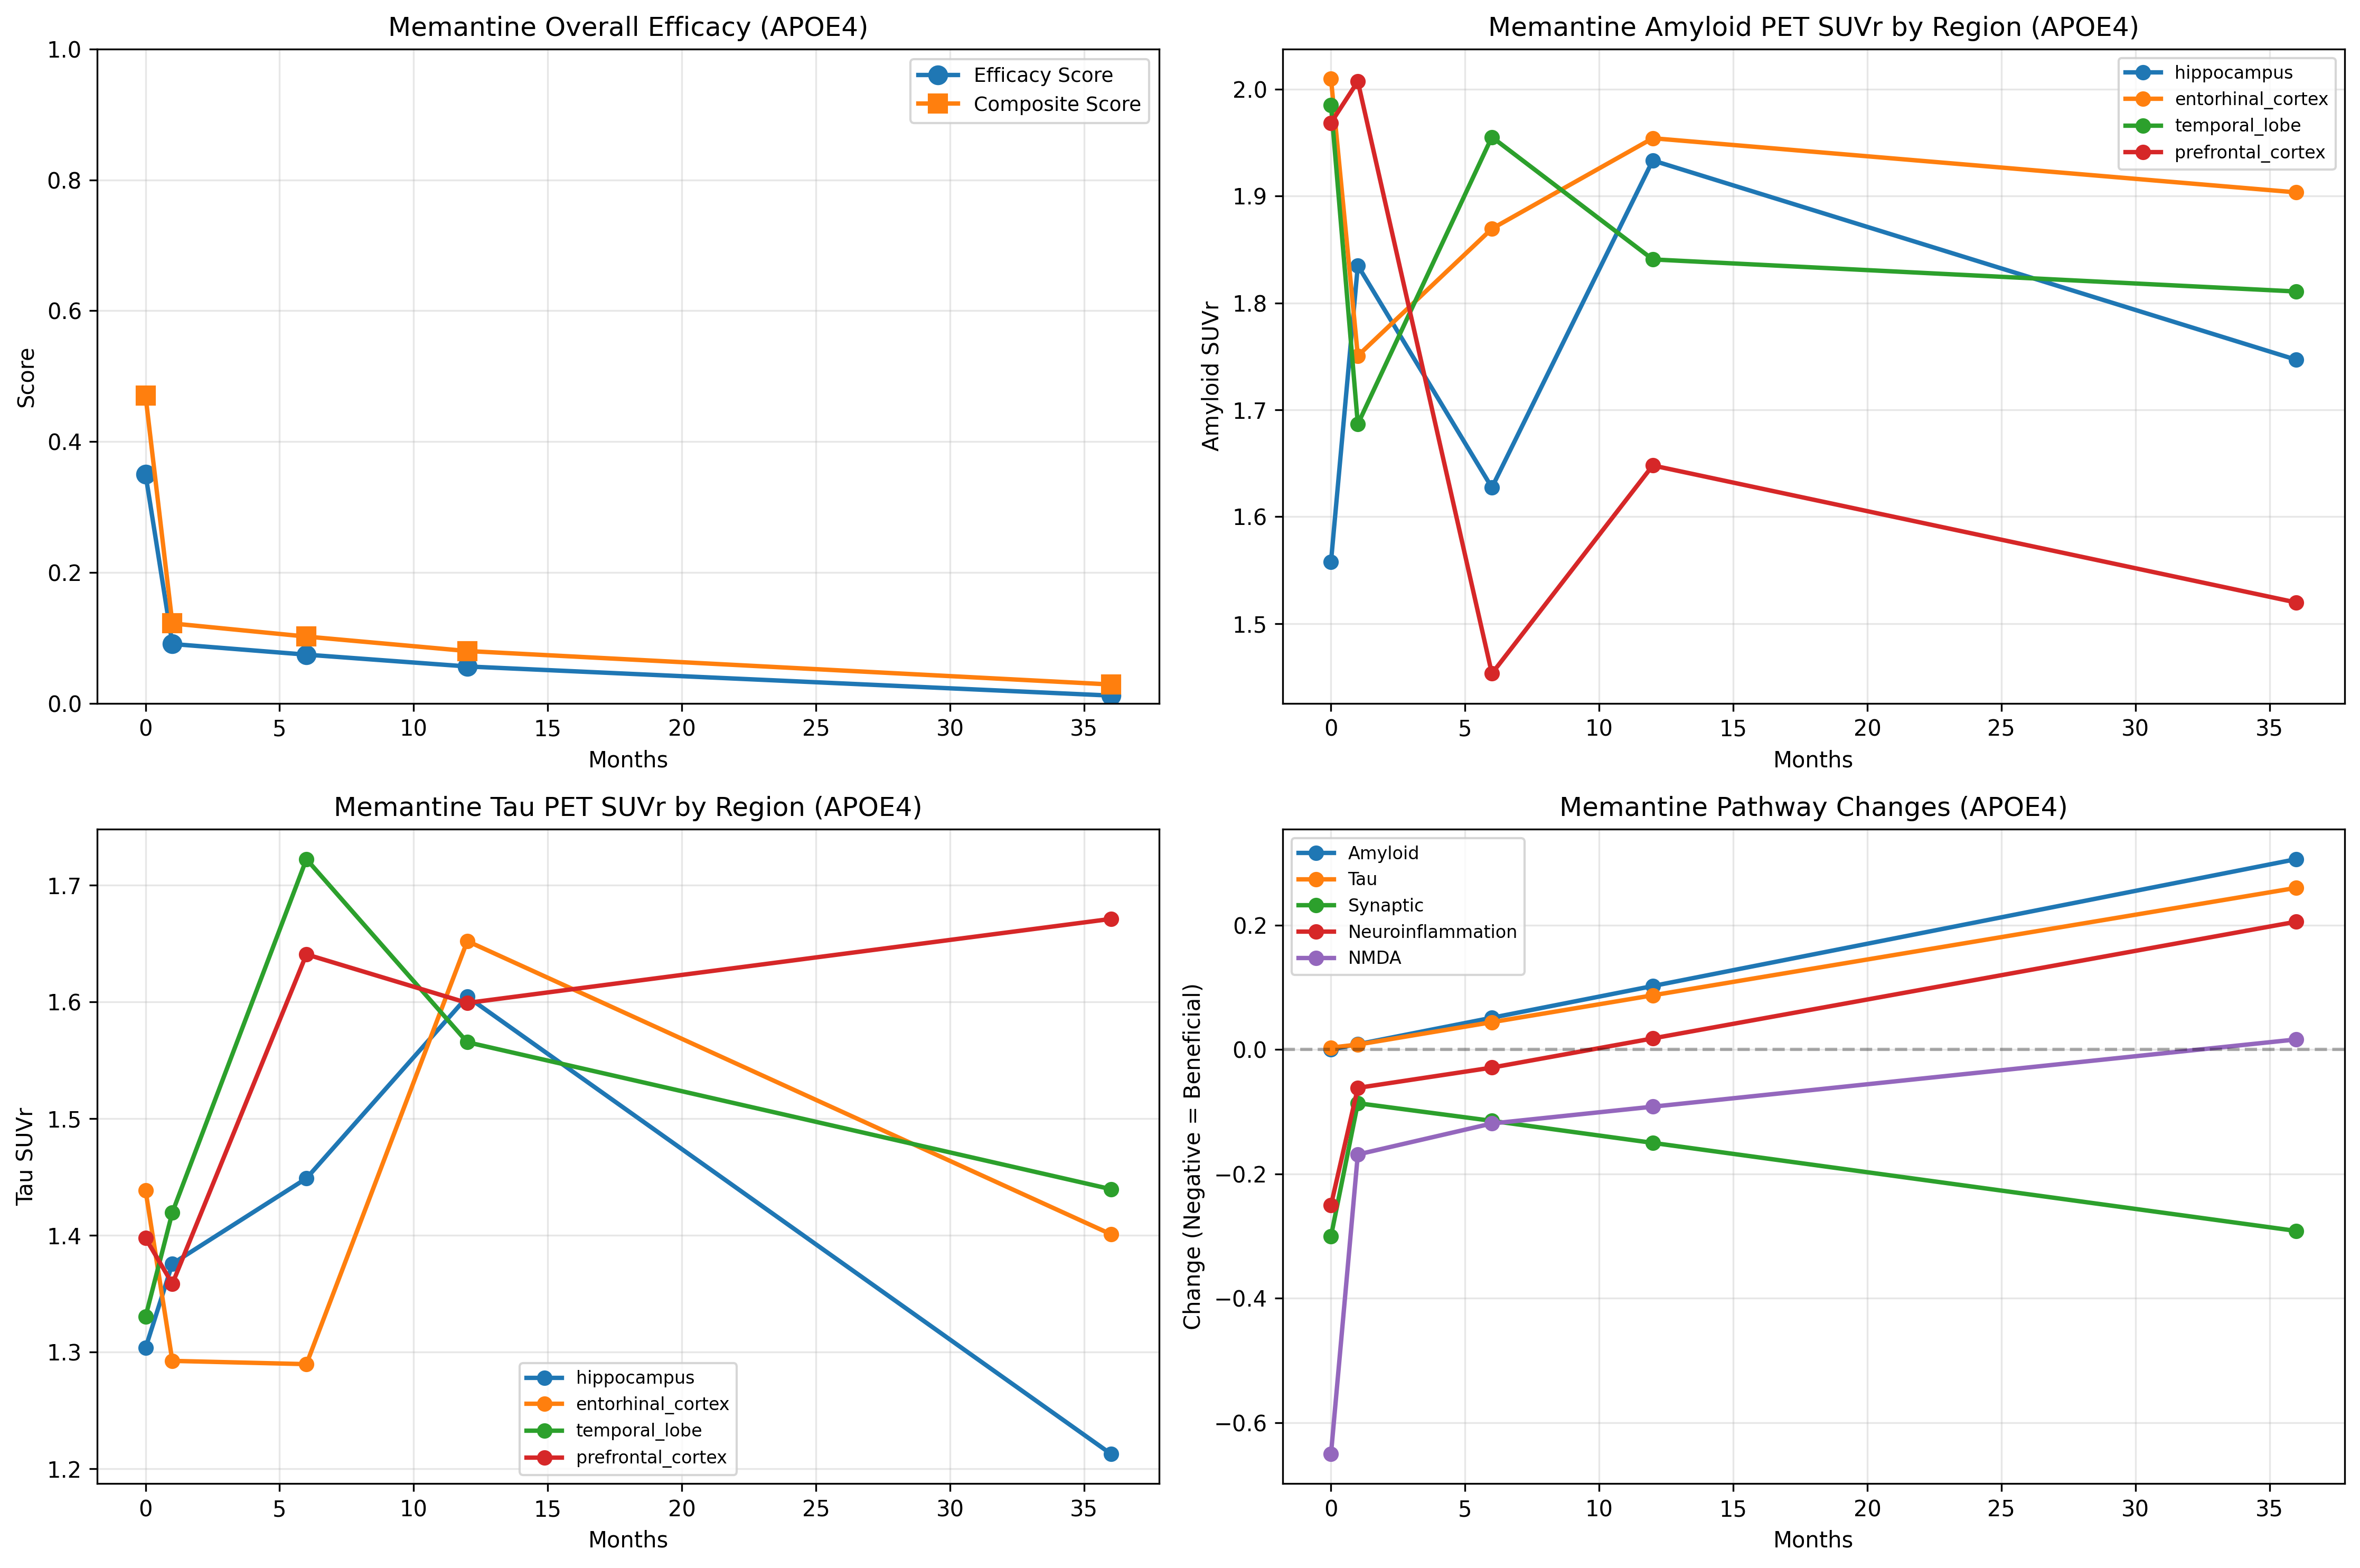 Memantine Overall Efficacy (APOE4)
1.0
0.8
0.6
0.4
0.2
0.0
Score
0 5 10 15 20 25 30 35
Months
Efficacy Score
Composite Score
Memantine Amyloid PET SUVr by Region (APOE4)
2.0
1.9
1.8
1.7
1.6
1.5
Amyloid SUVr
0 5 10 15 20 25 30 35
Months
hippocampus
entorhinal_cortex
temporal_lobe
prefrontal_cortex
Memantine Tau PET SUVr by Region (APOE4)
1.7
1.6
1.5
1.4
1.3
1.2
Tau SUVr
0 5 10 15 20 25 30 35
Months
hippocampus
entorhinal_cortex
temporal_lobe
prefrontal_cortex
Memantine Pathway Changes (APOE4)
0.2
0.0
−0.2
−0.4
−0.6
Change (Negative = Beneficial)
0 5 10 15 20 25 30 35
Months
Amyloid
Tau
Synaptic
Neuroinflammation
NMDA